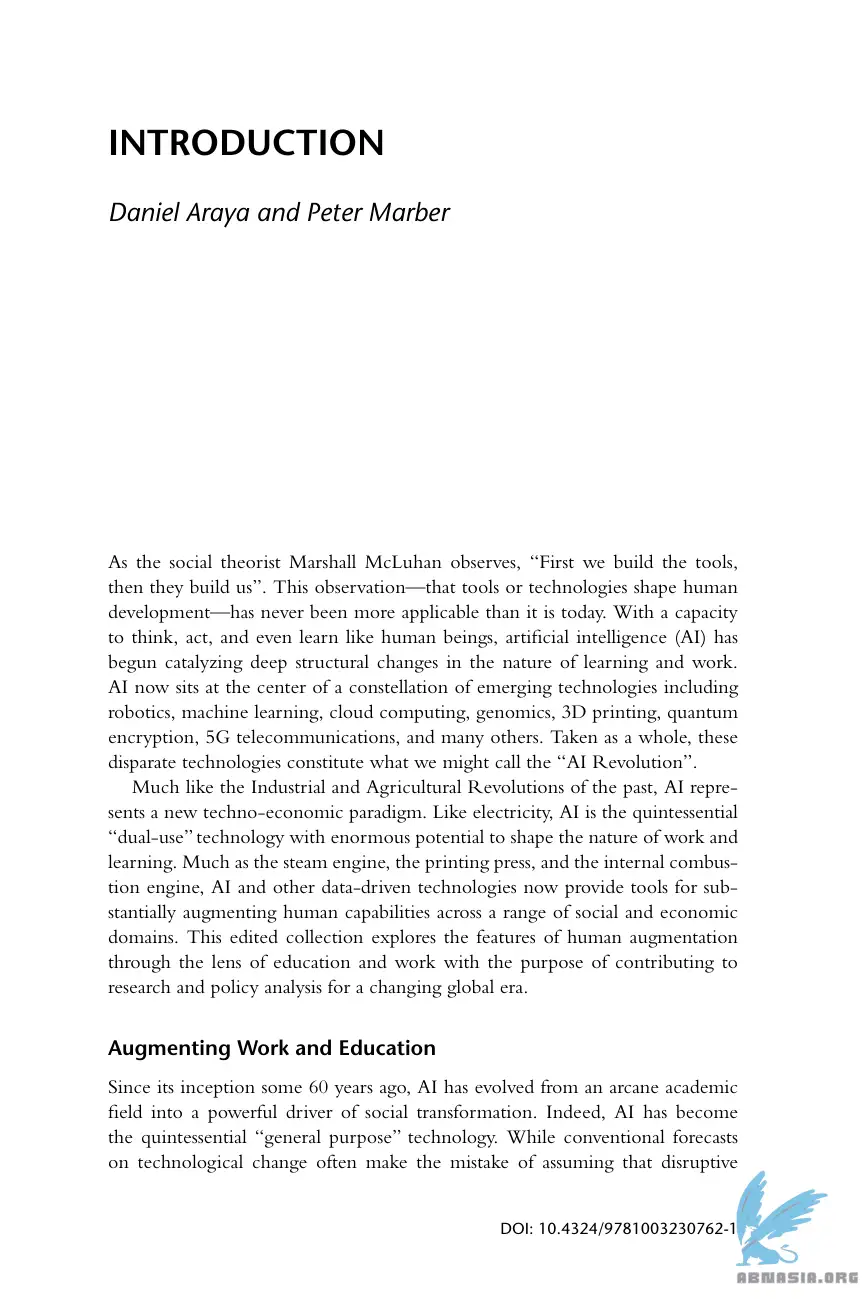 INTRODUCTION
Daniel Araya and Peter Marber
As the social theorist Marshall McLuhan observes, “First we build the tools,
then they build us”. This observation—that tools or technologies shape human
development—has never been more applicable than it is today. With a capacity
to think, act, and even learn like human beings, artificial intelligence (AI) has
begun catalyzing deep structural changes in the nature of learning and work.
AI now sits at the center of a constellation of emerging technologies including
robotics, machine learning, cloud computing, genomics, 3D printing, quantum
encryption, 5G telecommunications, and many others. Taken as a whole, these
disparate technologies constitute what we might call the “AI Revolution”.
Much like the Industrial and Agricultural Revolutions of the past, AI repre-
sents a new techno-economic paradigm. Like electricity, AI is the quintessential
“dual-use” technology with enormous potential to shape the nature of work and
learning. Much as the steam engine, the printing press, and the internal combus-
tion engine, AI and other data-driven technologies now provide tools for sub-
stantially augmenting human capabilities across a range of social and economic
domains. This edited collection explores the features of human augmentation
through the lens of education and work with the purpose of contributing to
research and policy analysis for a changing global era.
Augmenting Work and Education
Since its inception some 60 years ago, AI has evolved from an arcane academic
field into a powerful driver of social transformation. Indeed, AI has become
the quintessential “general purpose” technology. While conventional forecasts
on technological change often make the mistake of assuming that disruptive
DOI: 10.4324/9781003230762-1
ABNASIA.ORG